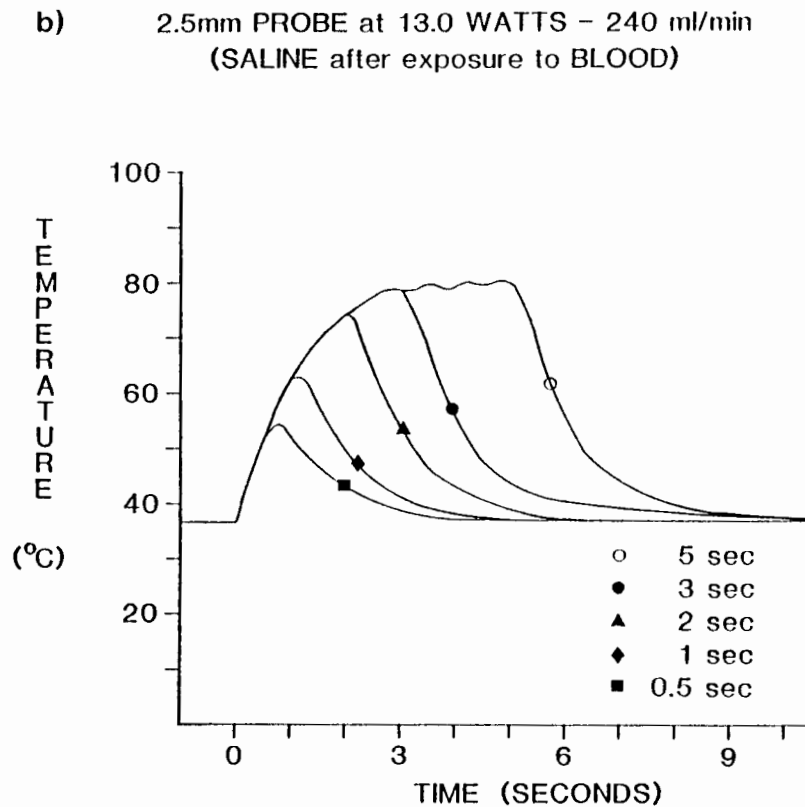 b) 2.5mm PROBE at 13.0 WATTS - 240 ml/min
(SALINE after exposure to BLOOD)
100
80
60
40
20
TEMPERATURE
(°C)
5 sec
3 sec
2 sec
1 sec
0.5 sec
0 3 6 9
TIME (SECONDS)